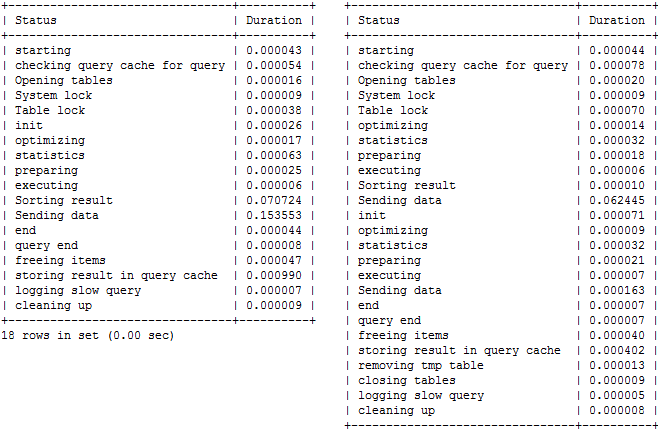 +--------------------------------+----------+
| Status                         | Duration |
+--------------------------------+----------+
| starting                       | 0.000043 |
| checking query cache for query | 0.000054 |
| Opening tables                 | 0.000016 |
| System lock                    | 0.000009 |
| Table lock                     | 0.000038 |
| init                           | 0.000026 |
| optimizing                     | 0.000017 |
| statistics                     | 0.000063 |
| preparing                      | 0.000025 |
| executing                      | 0.000006 |
| Sorting result                 | 0.070724 |
| Sending data                   | 0.153553 |
| end                            | 0.000044 |
| query end                      | 0.000008 |
| freeing items                  | 0.000047 |
| storing result in query cache  | 0.000990 |
| logging slow query             | 0.000007 |
| cleaning up                    | 0.000009 |
+--------------------------------+----------+
18 rows in set (0.00 sec)
+--------------------------------+----------+
| Status                         | Duration |
+--------------------------------+----------+
| starting                       | 0.000044 |
| checking query cache for query | 0.000078 |
| Opening tables                 | 0.000020 |
| System lock                    | 0.000009 |
| Table lock                     | 0.000070 |
| optimizing                     | 0.000014 |
| statistics                     | 0.000032 |
| preparing                      | 0.000018 |
| executing                      | 0.000006 |
| Sorting result                 | 0.000010 |
| Sending data                   | 0.062445 |
| init                           | 0.000071 |
| optimizing                     | 0.000009 |
| statistics                     | 0.000032 |
| preparing                      | 0.000021 |
| executing                      | 0.000007 |
| Sending data                   | 0.000163 |
| end                            | 0.000007 |
| query end                      | 0.000007 |
| freeing items                  | 0.000040 |
| storing result in query cache  | 0.000402 |
| removing tmp table             | 0.000013 |
| closing tables                 | 0.000009 |
| logging slow query             | 0.000005 |
| cleaning up                    | 0.000008 |
+--------------------------------+----------+